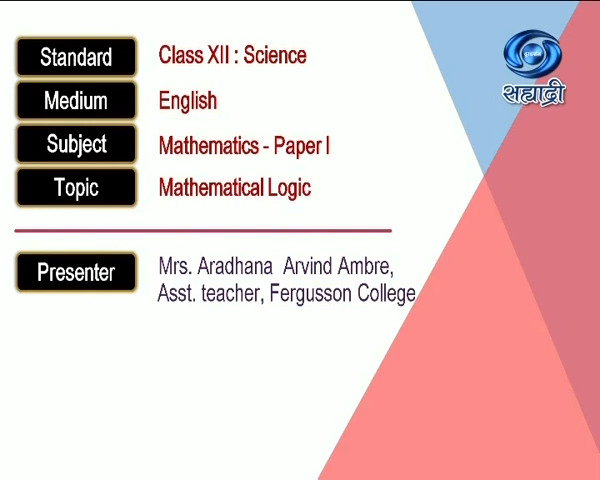 Standard Class XII : Science
Medium English
Subject Mathematics - Paper I
Topic Mathematical Logic
Presenter Mrs. Aradhana Arvind Ambre,
Asst. teacher, Fergusson College
सह्याद्री